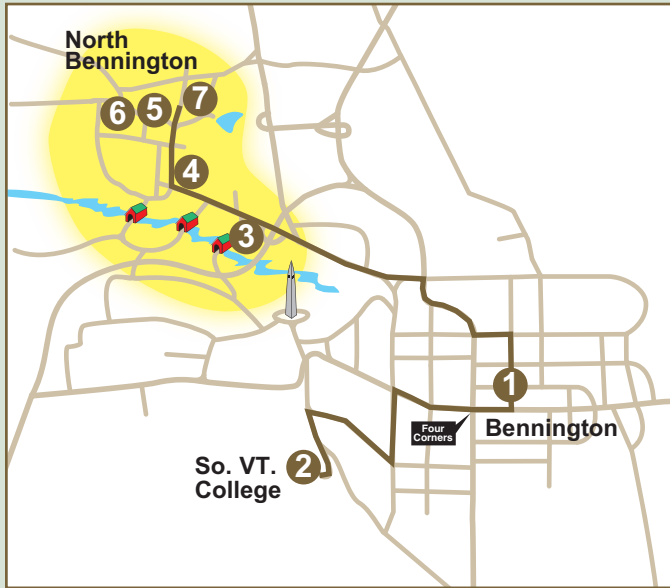 North
Bennington
6
5
7
4
3
1
Four
Corners
Bennington
So. VT.
College
2